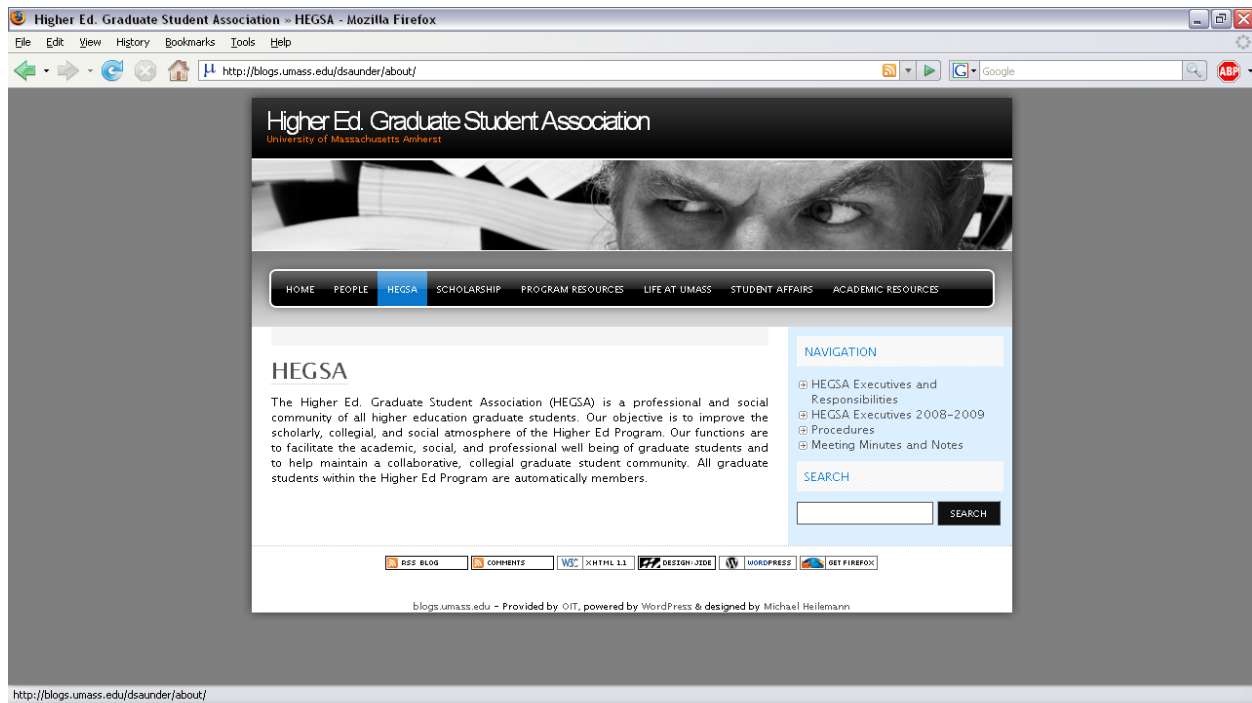 Higher Ed. Graduate Student Association » HEGSA - Mozilla Firefox
File Edit View History Bookmarks Tools Help
http://blogs.umass.edu/dsaunder/about/
Google
ABP
Higher Ed. Graduate Student Association
University of Massachusetts Amherst
HOME PEOPLE HEGSA SCHOLARSHIP PROGRAM RESOURCES LIFE AT UMASS STUDENT AFFAIRS ACADEMIC RESOURCES
HEGSA
The Higher Ed. Graduate Student Association (HEGSA) is a professional and social
community of all higher education graduate students. Our objective is to improve the
scholarly, collegial, and social atmosphere of the Higher Ed Program. Our functions are
to facilitate the academic, social, and professional well being of graduate students and
to help maintain a collaborative, collegial graduate student community. All graduate
students within the Higher Ed Program are automatically members.
NAVIGATION
HEGSA Executives and
Responsibilities
HEGSA Executives 2008-2009
Procedures
Meeting Minutes and Notes
SEARCH
SEARCH
RSS BLOG COMMENTS W3C XHTML 1.1 DESIGN: JIDE WORDPRESS GET FIREFOX
blogs.umass.edu – Provided by OIT, powered by WordPress & designed by Michael Heilemann
http://blogs.umass.edu/dsaunder/about/